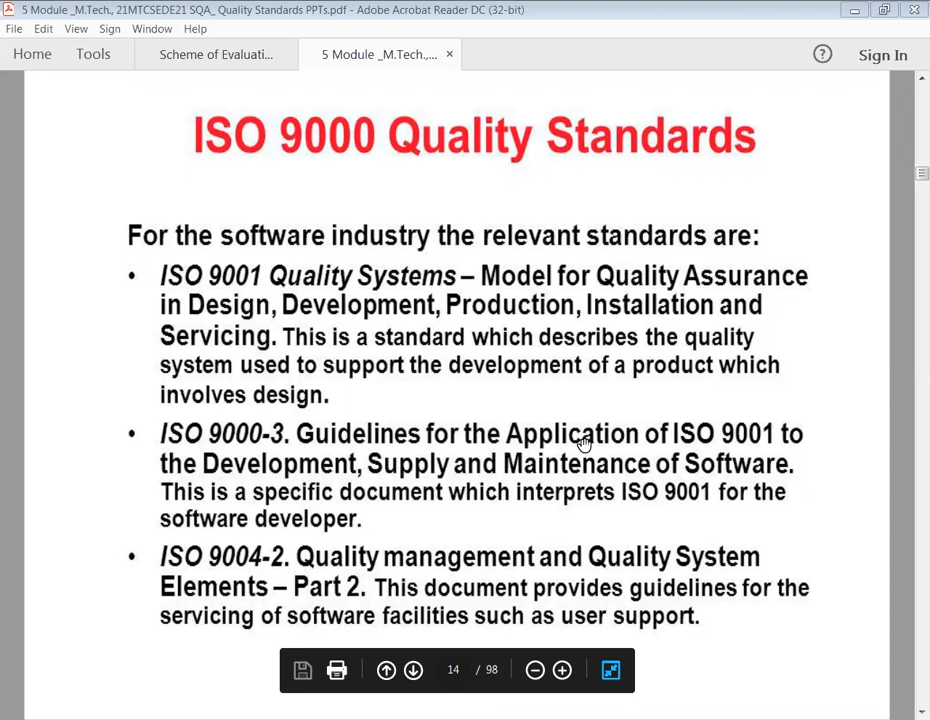 5 Module _M.Tech., 21MTCSEDE21 SQA_ Quality Standards PPTs.pdf - Adobe Acrobat Reader DC (32-bit)
File Edit View Sign Window Help
Home Tools Scheme of Evaluati... 5 Module _M.Tech.,... × ? Sign In
ISO 9000 Quality Standards
For the software industry the relevant standards are:
• ISO 9001 Quality Systems – Model for Quality Assurance
in Design, Development, Production, Installation and
Servicing. This is a standard which describes the quality
system used to support the development of a product which
involves design.
• ISO 9000-3. Guidelines for the Application of ISO 9001 to
the Development, Supply and Maintenance of Software.
This is a specific document which interprets ISO 9001 for the
software developer.
• ISO 9004-2. Quality management and Quality System
Elements – Part 2. This document provides guidelines for the
servicing of software facilities such as user support.
14 / 98